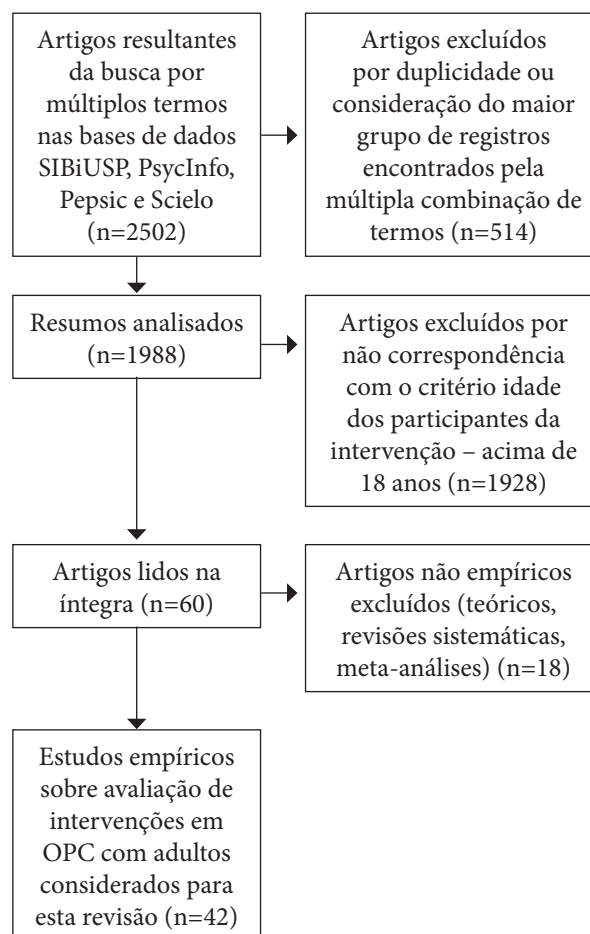 Artigos resultantes
da busca por
múltiplos termos
nas bases de dados
SIBiUSP, PsycInfo,
Pepsic e Scielo
(n=2502)
Artigos excluídos
por duplicidade ou
consideração do maior
grupo de registros
encontrados pela
múltipla combinação de
termos (n=514)
Resumos analisados
(n=1988)
Artigos excluídos por
não correspondência
com o critério idade
dos participantes da
intervenção – acima de
18 anos (n=1928)
Artigos lidos na
íntegra (n=60)
Artigos não empíricos
excluídos (teóricos,
revisões sistemáticas,
meta-análises) (n=18)
Estudos empíricos
sobre avaliação de
intervenções em
OPC com adultos
considerados para
esta revisão (n=42)